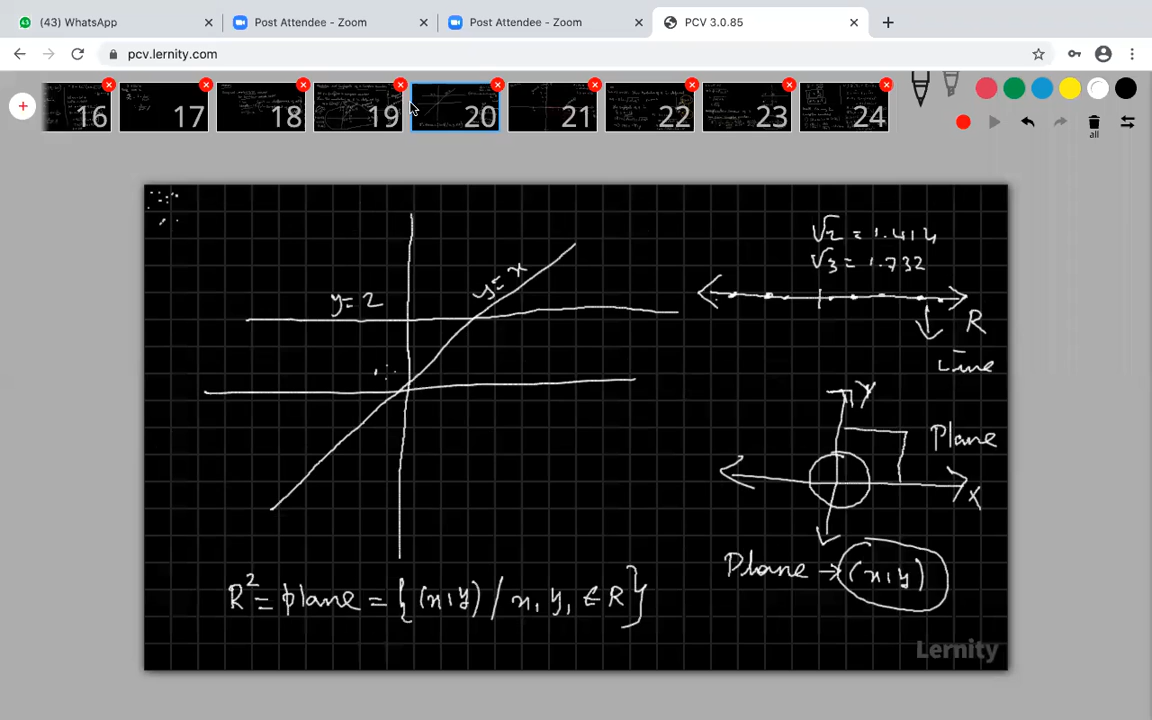 (43) WhatsApp
Post Attendee - Zoom
Post Attendee - Zoom
PCV 3.0.85
pcv.lernity.com
16
17
18
19
20
21
22
23
24
all
√2 = 1.414
√3 = 1.732
y = x
y = 2
R
Line
Y
Plane
X
Plane → (x, y)
R² = plane = {(x, y) / x, y, ∈ R}
Lernity